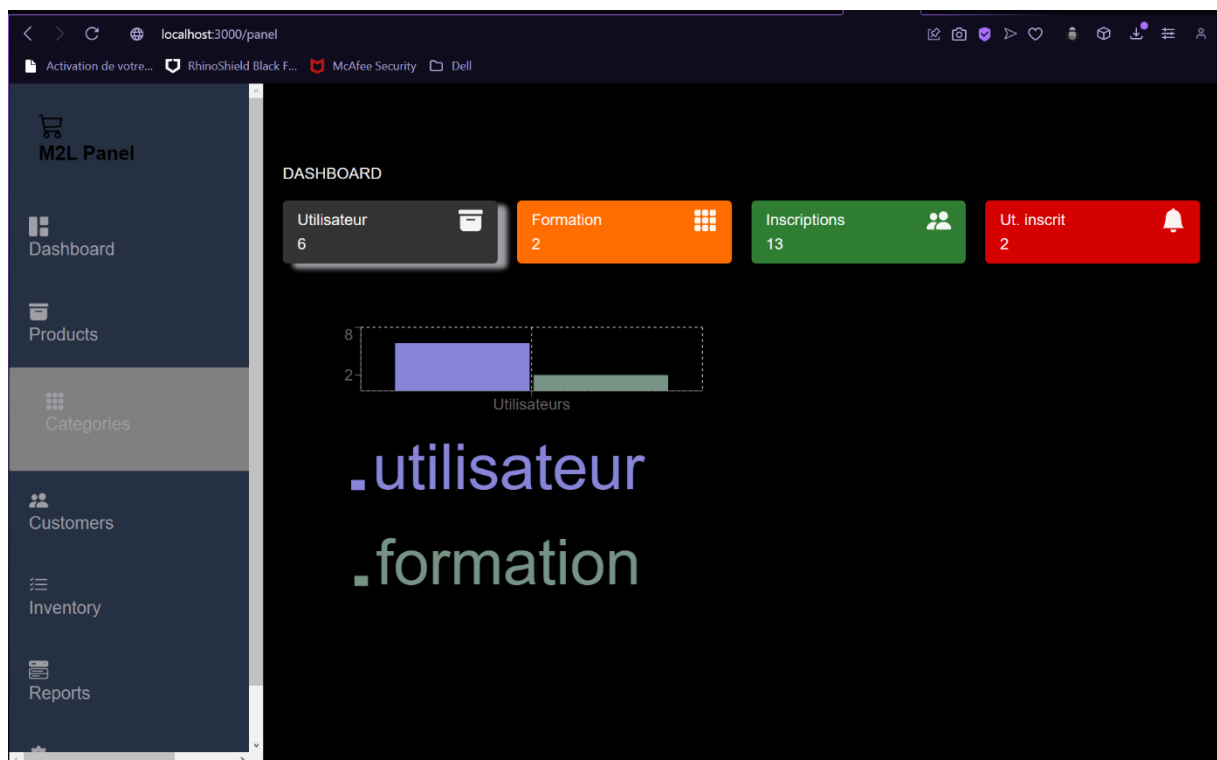 localhost:3000/panel
Activation de votre... RhinoShield Black F... McAfee Security Dell
M2L Panel
Dashboard
Products
Categories
Customers
Inventory
Reports
DASHBOARD
Utilisateur
6
Formation
2
Inscriptions
13
Ut. inscrit
2
8
2
Utilisateurs
utilisateur
formation